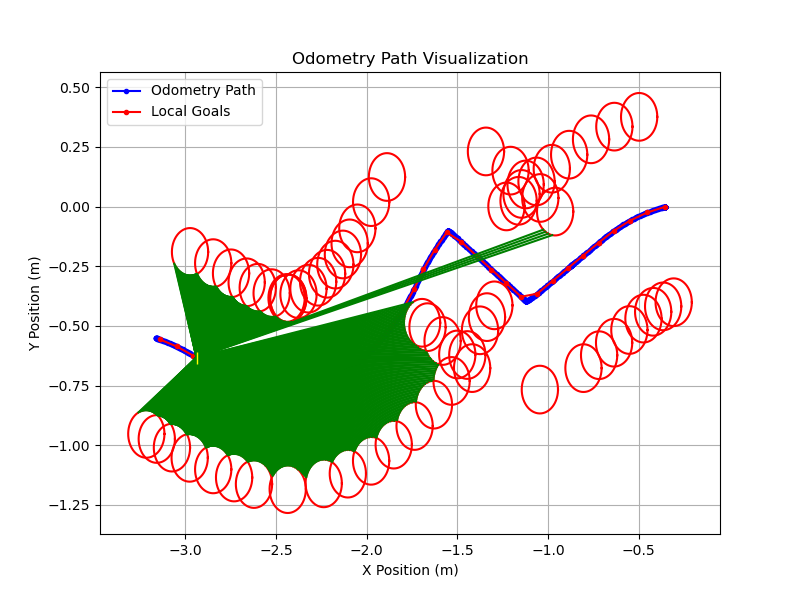 Odometry Path Visualization
Odometry Path
Local Goals
Y Position (m)
0.50
0.25
0.00
−0.25
−0.50
−0.75
−1.00
−1.25
−3.0 −2.5 −2.0 −1.5 −1.0 −0.5
X Position (m)